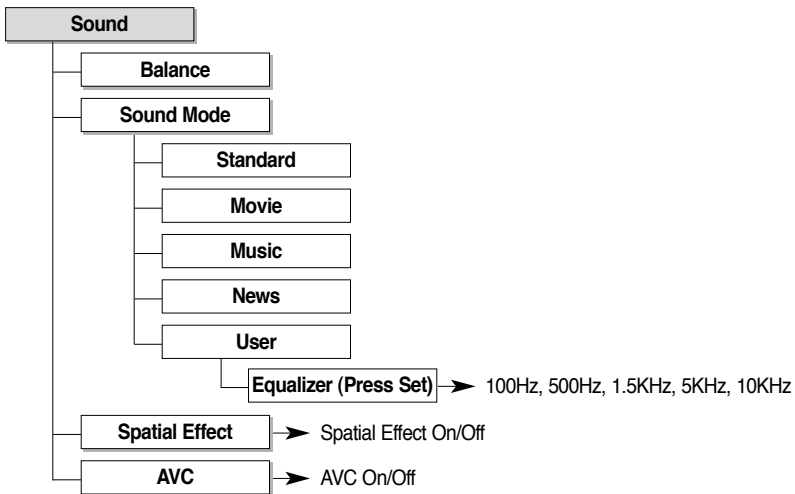 Sound
Balance
Sound Mode
Standard
Movie
Music
News
User
Equalizer (Press Set) 100Hz, 500Hz, 1.5KHz, 5KHz, 10KHz
Spatial Effect Spatial Effect On/Off
AVC AVC On/Off